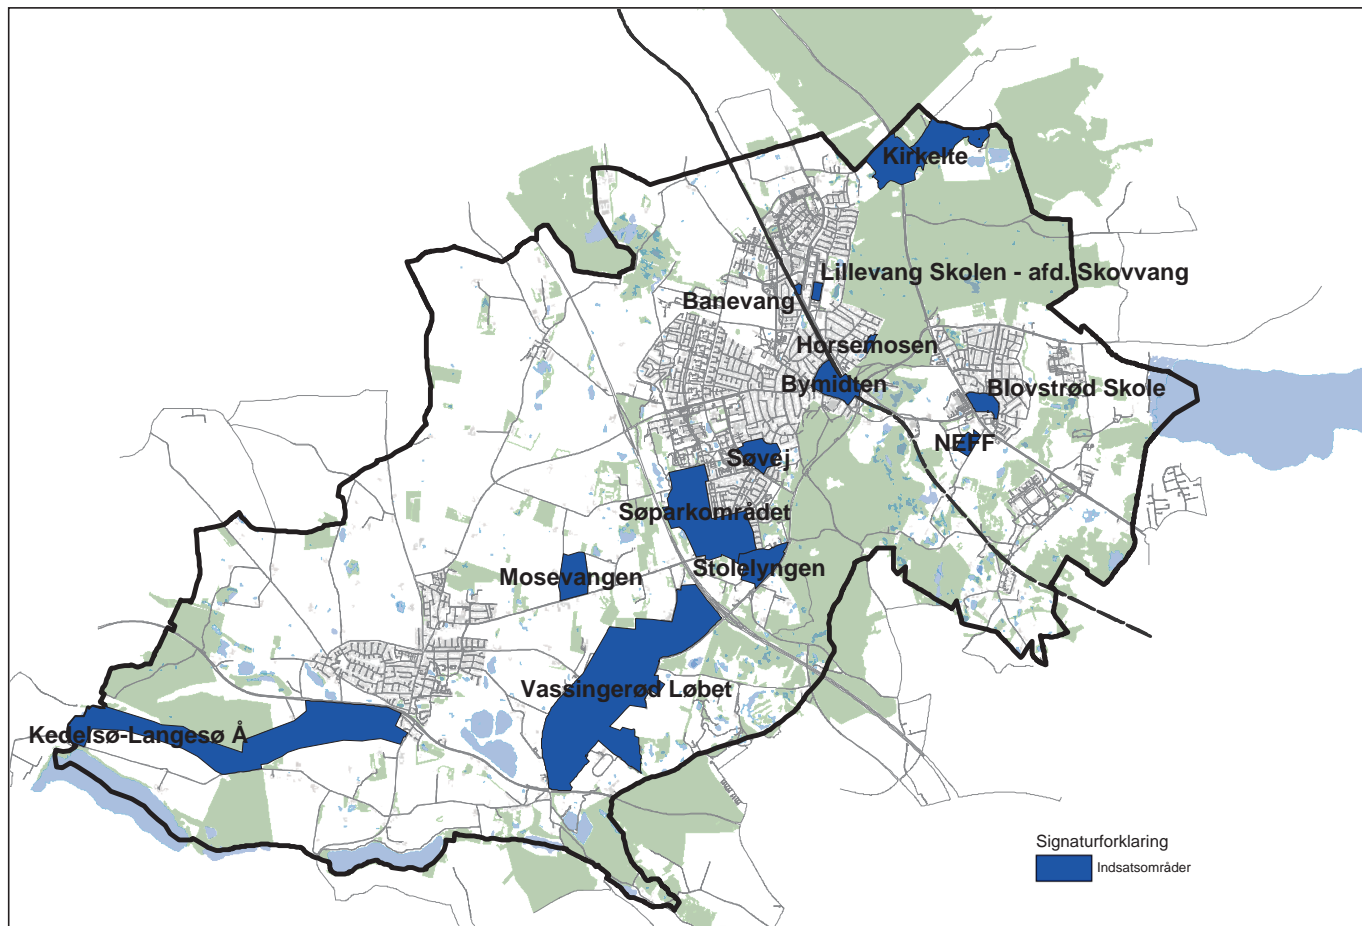 Kirkelte
Lillevang Skolen - afd. Skovvang
Banevang
Horsemosen
Bymidten
Blovstrød Skole
NEFF
Søvej
Søparkområdet
Stolelyngen
Mosevangen
Vassingerød Løbet
Kedelsø-Langesø Å
Signaturforklaring
Indsatsområder